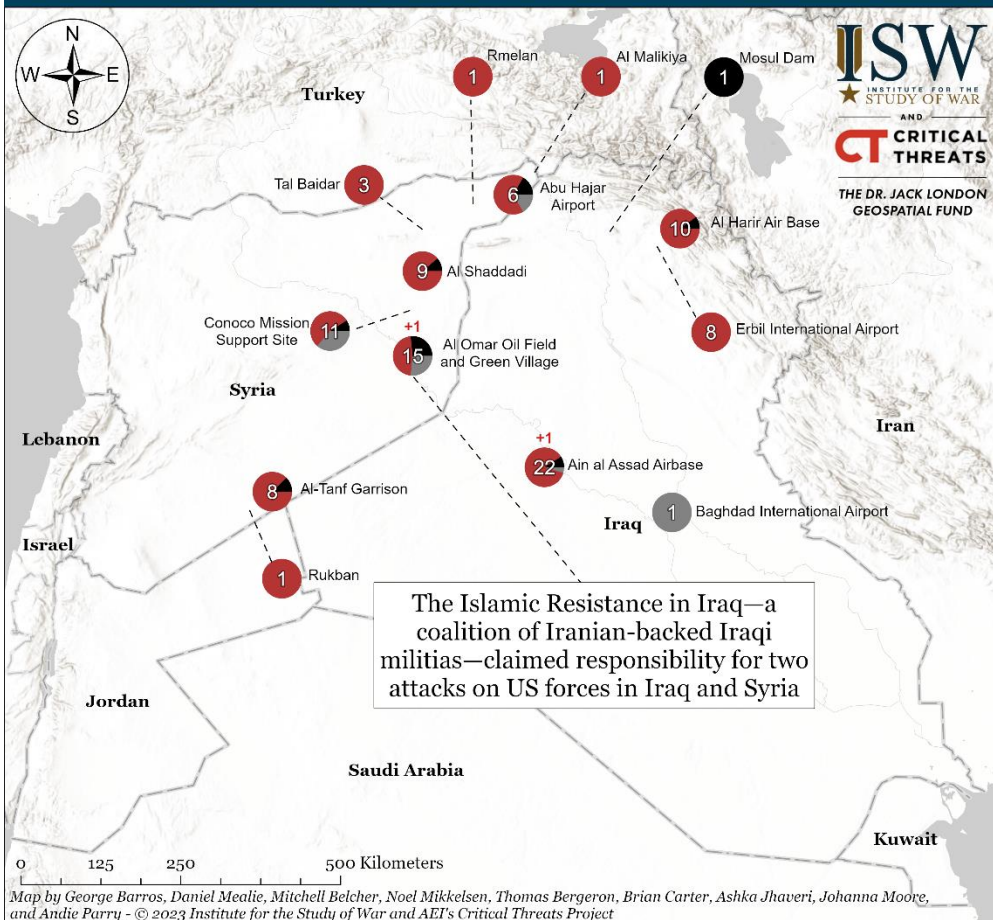 N
W
E
S
Turkey
Rmelan
1
Al Malikiya
1
Mosul Dam
1
ISW
INSTITUTE FOR THE
STUDY OF WAR
AND
CT CRITICAL
THREATS
THE DR. JACK LONDON
GEOSPATIAL FUND
Tal Baidar
3
6
Abu Hajar
Airport
10
Al Harir Air Base
9
Al Shaddadi
Conoco Mission
Support Site
11
+1
15
Al Omar Oil Field
and Green Village
8
Erbil International Airport
Syria
Lebanon
Iran
+1
22
Ain al Assad Airbase
8
Al-Tanf Garrison
1
Baghdad International Airport
Iraq
Israel
1
Rukban
The Islamic Resistance in Iraq—a
coalition of Iranian-backed Iraqi
militias—claimed responsibility for two
attacks on US forces in Iraq and Syria
Jordan
Saudi Arabia
Kuwait
0 125 250 500 Kilometers
Map by George Barros, Daniel Mealie, Mitchell Belcher, Noel Mikkelsen, Thomas Bergeron, Brian Carter, Ashka Jhaveri, Johanna Moore,
and Andie Parry - © 2023 Institute for the Study of War and AEI's Critical Threats Project